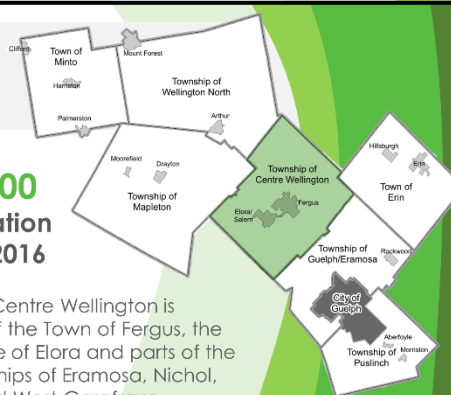 Clifford
Town of
Minto
Harriston
Palmerston
Mount Forest
Township of
Wellington North
Arthur
Moorefield
Drayton
Township of
Mapleton
Township of
Centre Wellington
Fergus
Elora/
Salem
Hillsburgh
Erin
Town of
Erin
Township of
Guelph/Eramosa
Rockwood
City of
Guelph
Aberfoyle
Morriston
Township of
Puslinch
00
ation
2016
Centre Wellington is
f the Town of Fergus, the
e of Elora and parts of the
hips of Eramosa, Nichol,
d West Garafraxa